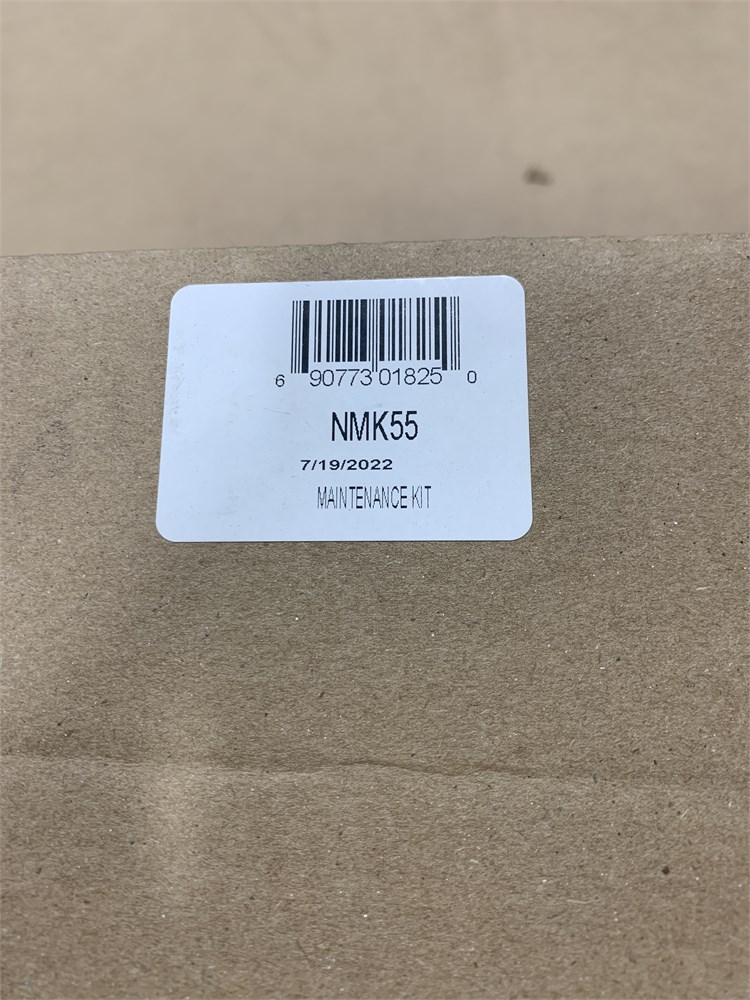 6 90773 01825 0
NMK55
7/19/2022
MAINTENANCE KIT